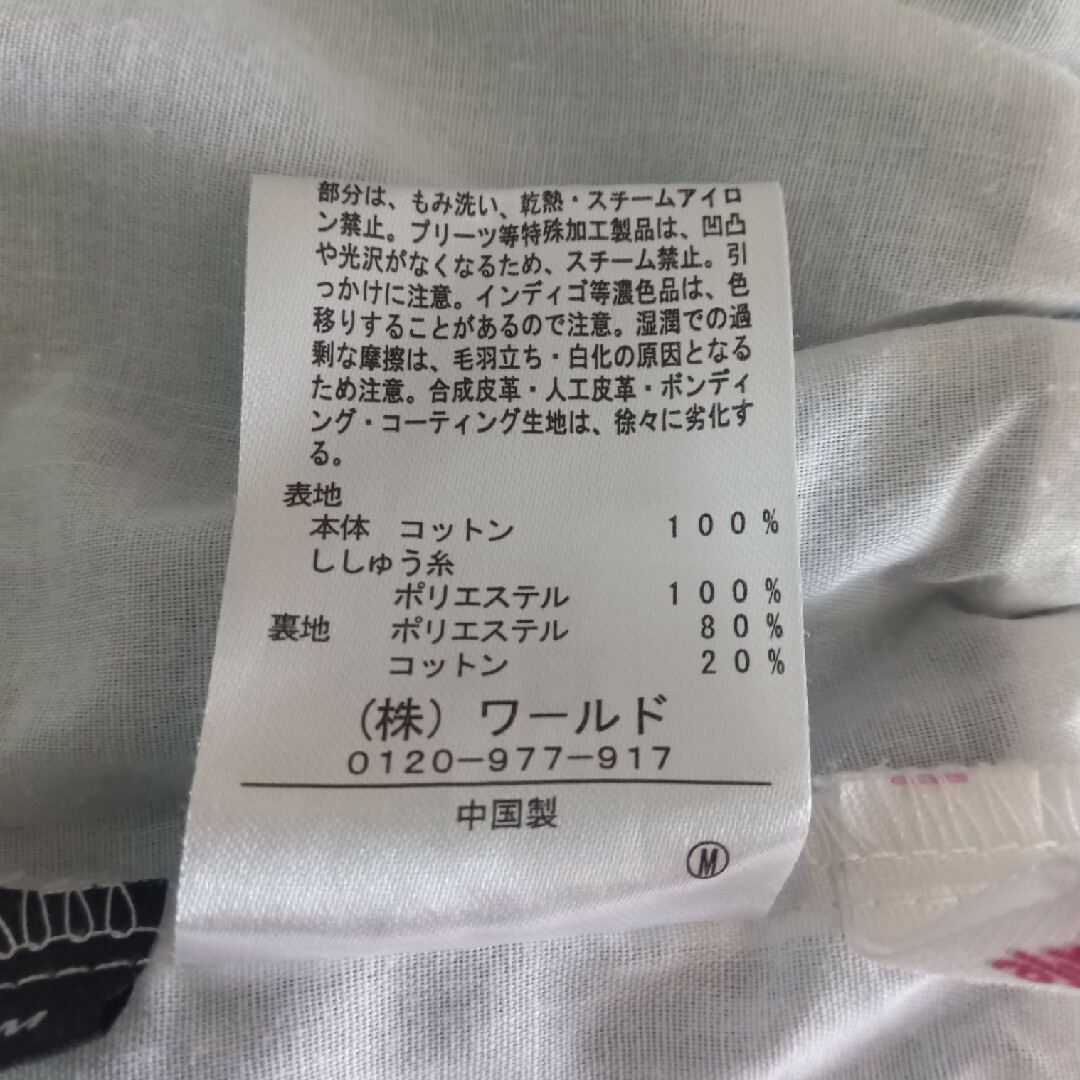 部分は、もみ洗い、乾熱・スチームアイロ
ン禁止。プリーツ等特殊加工製品は、凹凸
や光沢がなくなるため、スチーム禁止。引
っかけに注意。インディゴ等濃色品は、色
移りすることがあるので注意。湿潤での過
剰な摩擦は、毛羽立ち・白化の原因となる
ため注意。合成皮革・人工皮革・ボンディ
ング・コーティング生地は、徐々に劣化す
る。
表地
本体 コットン 100%
ししゅう糸
ポリエステル 100%
裏地 ポリエステル 80%
コットン 20%
(株) ワールド
0120-977-917
中国製
Ⓜ